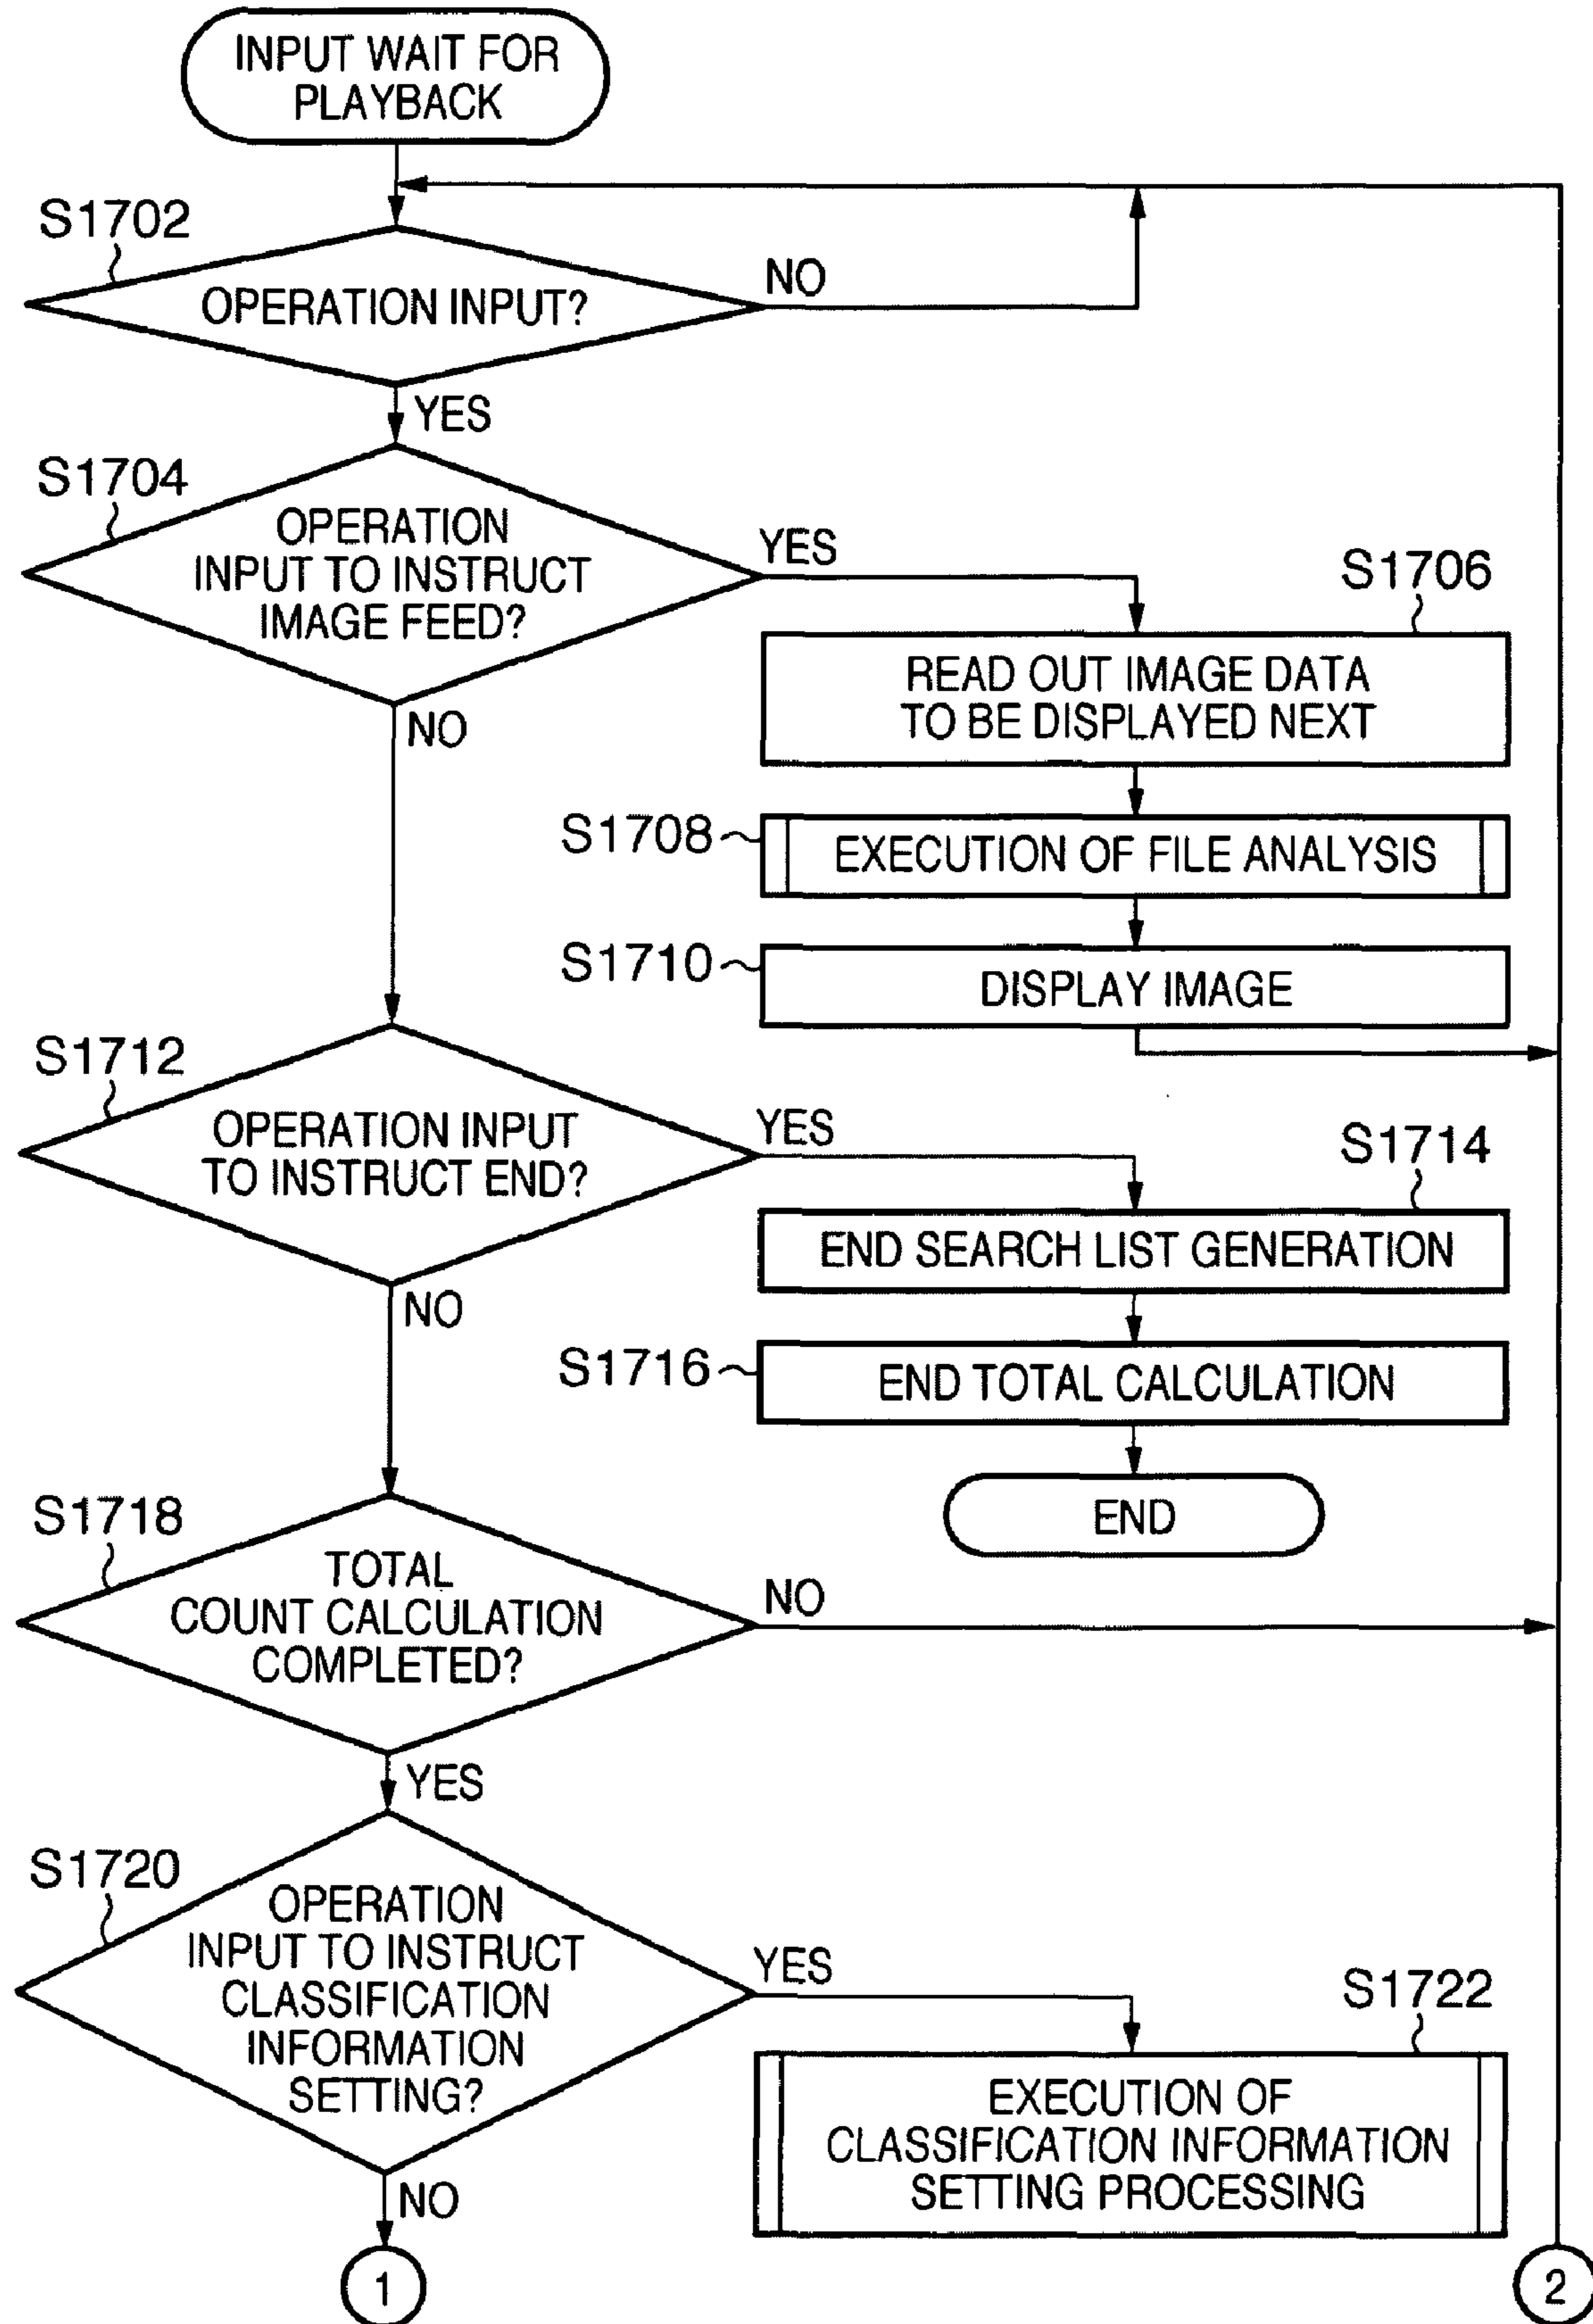 INPUT WAIT FOR
PLAYBACK
S1702
OPERATION INPUT?
NO
YES
S1704
OPERATION
INPUT TO INSTRUCT
IMAGE FEED?
YES
NO
S1706
READ OUT IMAGE DATA
TO BE DISPLAYED NEXT
S1708
EXECUTION OF FILE ANALYSIS
S1710
DISPLAY IMAGE
S1712
OPERATION INPUT
TO INSTRUCT END?
YES
NO
S1714
END SEARCH LIST GENERATION
S1716
END TOTAL CALCULATION
END
S1718
TOTAL
COUNT CALCULATION
COMPLETED?
NO
YES
S1720
OPERATION
INPUT TO INSTRUCT
CLASSIFICATION
INFORMATION
SETTING?
YES
NO
S1722
EXECUTION OF
CLASSIFICATION INFORMATION
SETTING PROCESSING
1
2